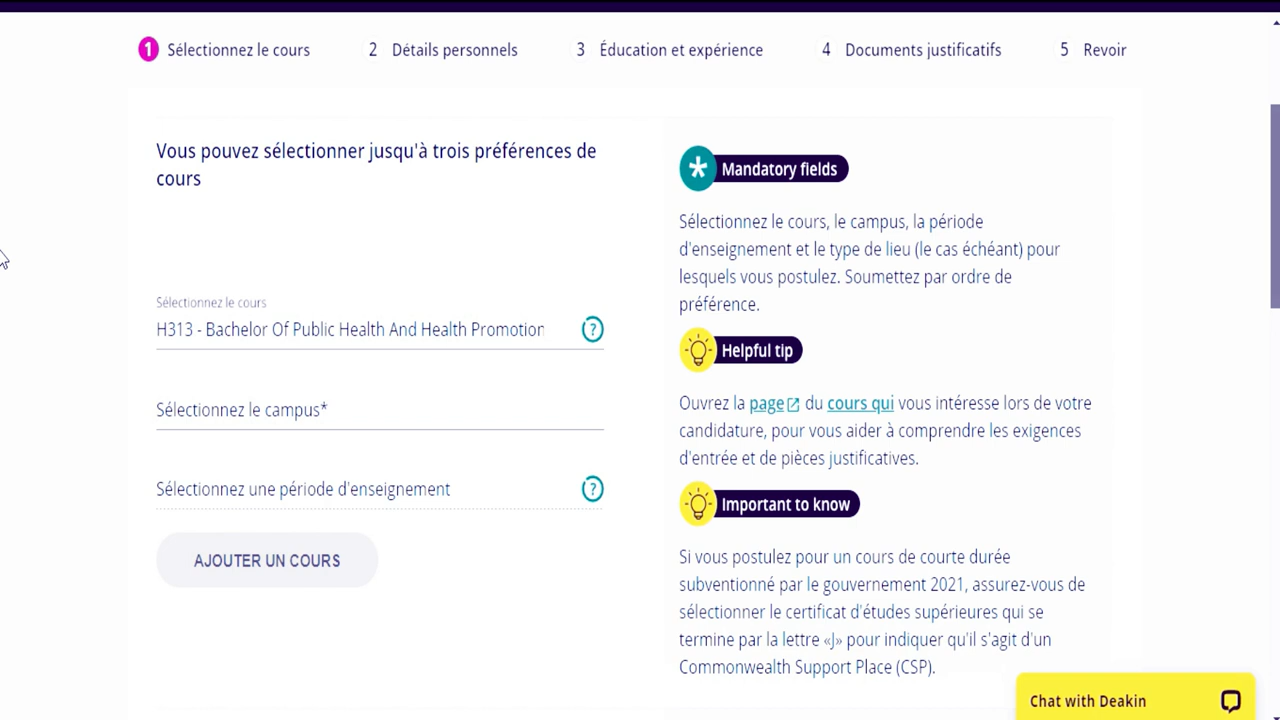 1 Sélectionnez le cours 2 Détails personnels 3 Éducation et expérience 4 Documents justificatifs 5 Revoir
Vous pouvez sélectionner jusqu'à trois préférences de
cours
Sélectionnez le cours
H313 - Bachelor Of Public Health And Health Promotion
?
Sélectionnez le campus*
Sélectionnez une période d'enseignement
?
AJOUTER UN COURS
* Mandatory fields
Sélectionnez le cours, le campus, la période
d'enseignement et le type de lieu (le cas échéant) pour
lesquels vous postulez. Soumettez par ordre de
préférence.
Helpful tip
Ouvrez la page du cours qui vous intéresse lors de votre
candidature, pour vous aider à comprendre les exigences
d'entrée et de pièces justificatives.
Important to know
Si vous postulez pour un cours de courte durée
subventionné par le gouvernement 2021, assurez-vous de
sélectionner le certificat d'études supérieures qui se
termine par la lettre «J» pour indiquer qu'il s'agit d'un
Commonwealth Support Place (CSP).
Chat with Deakin